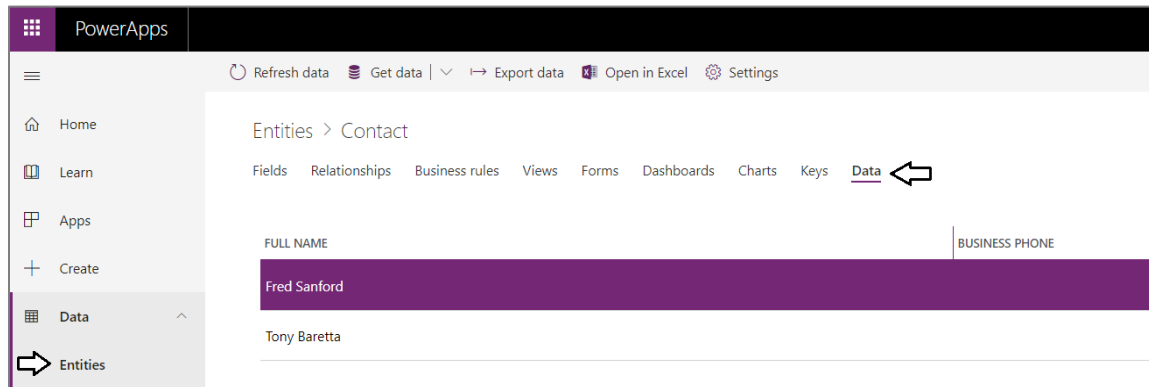 PowerApps
Refresh data Get data Export data Open in Excel Settings
Home
Learn
Apps
Create
Data
Entities
Entities > Contact
Fields Relationships Business rules Views Forms Dashboards Charts Keys Data
FULL NAME BUSINESS PHONE
Fred Sanford
Tony Baretta